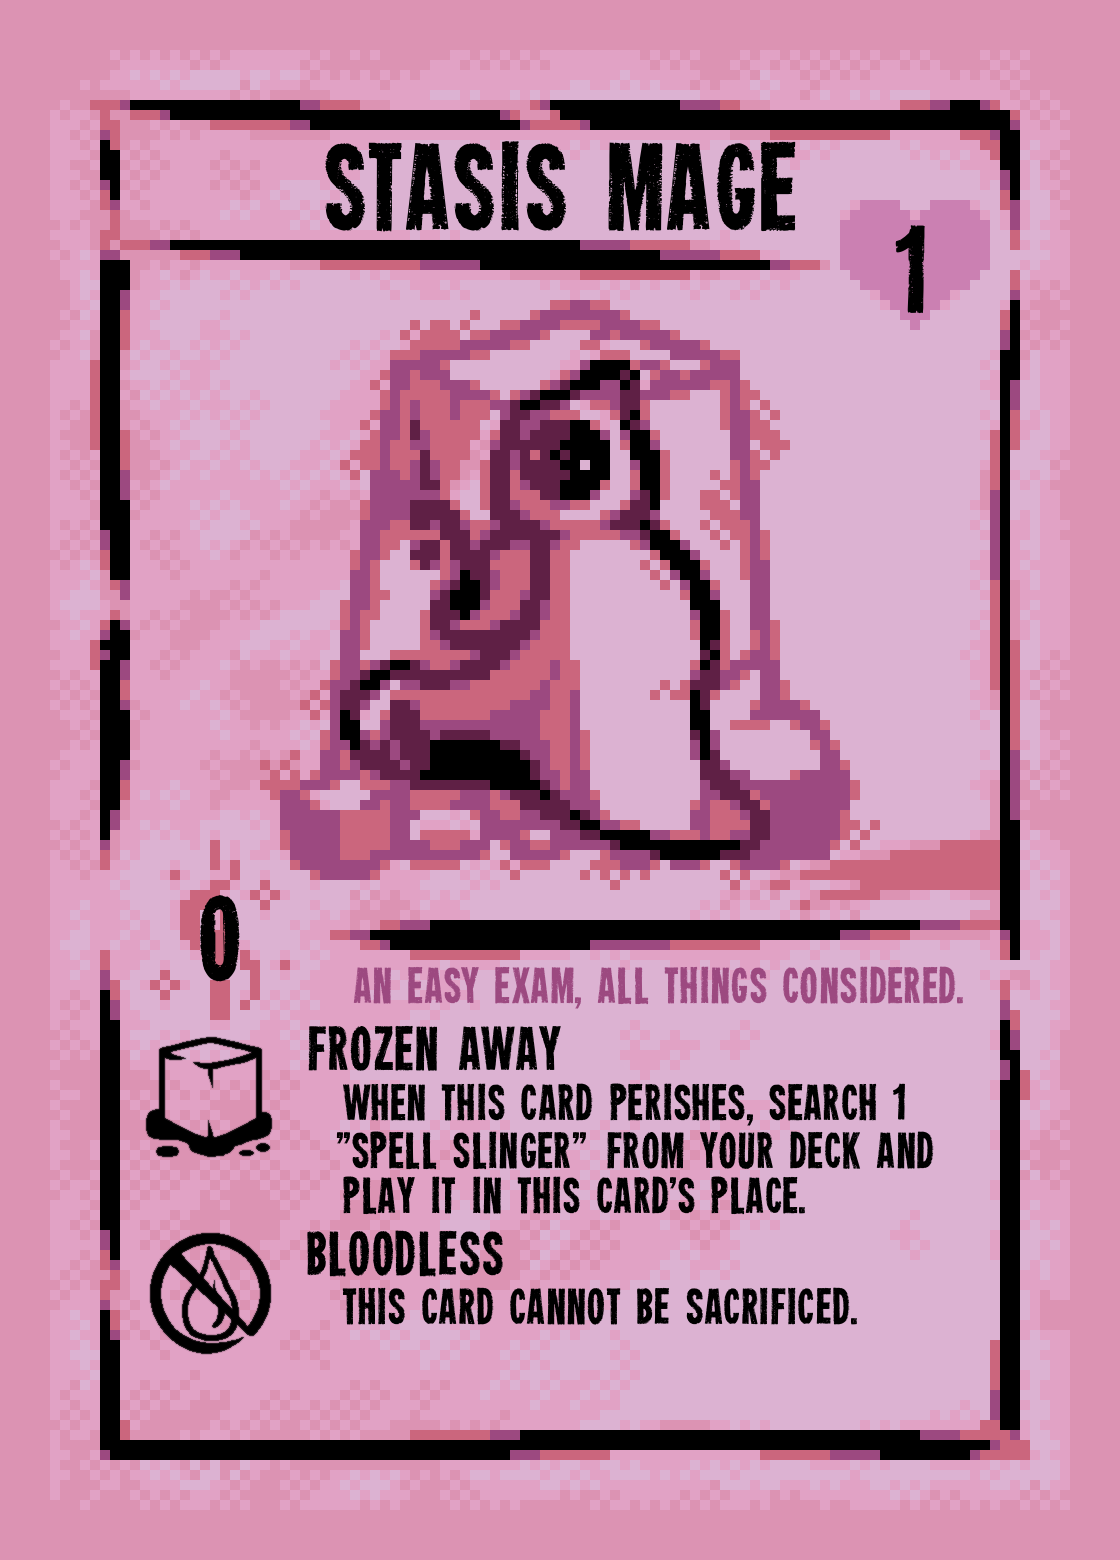 STASIS MAGE
1
0
AN EASY EXAM, ALL THINGS CONSIDERED.
FROZEN AWAY
WHEN THIS CARD PERISHES, SEARCH 1
"SPELL SLINGER" FROM YOUR DECK AND
PLAY IT IN THIS CARD'S PLACE.
BLOODLESS
THIS CARD CANNOT BE SACRIFICED.